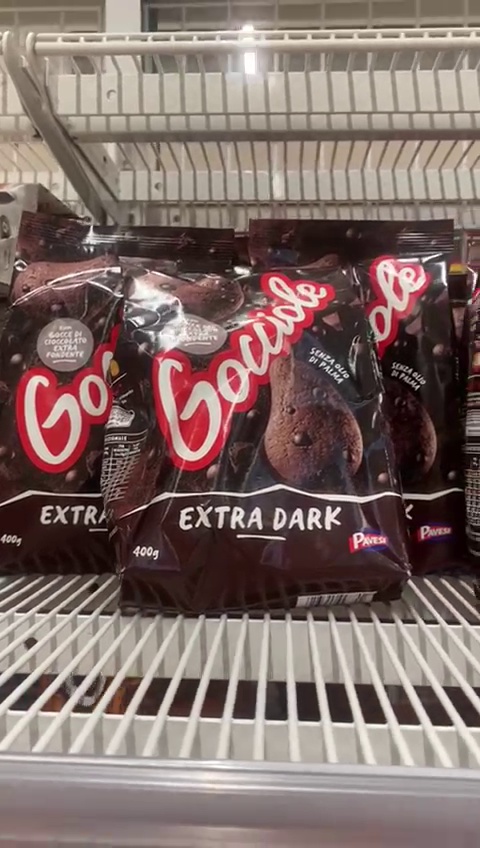 con
GOCCE DI
CIOCCOLATO
EXTRA
FONDENTE
Go
EXTRA
400g
Gocciole
SENZA OLIO
DI PALMA
EXTRA DARK
400g
PAVESI
ole
SENZA OLIO
DI PALMA
K
PAVESI